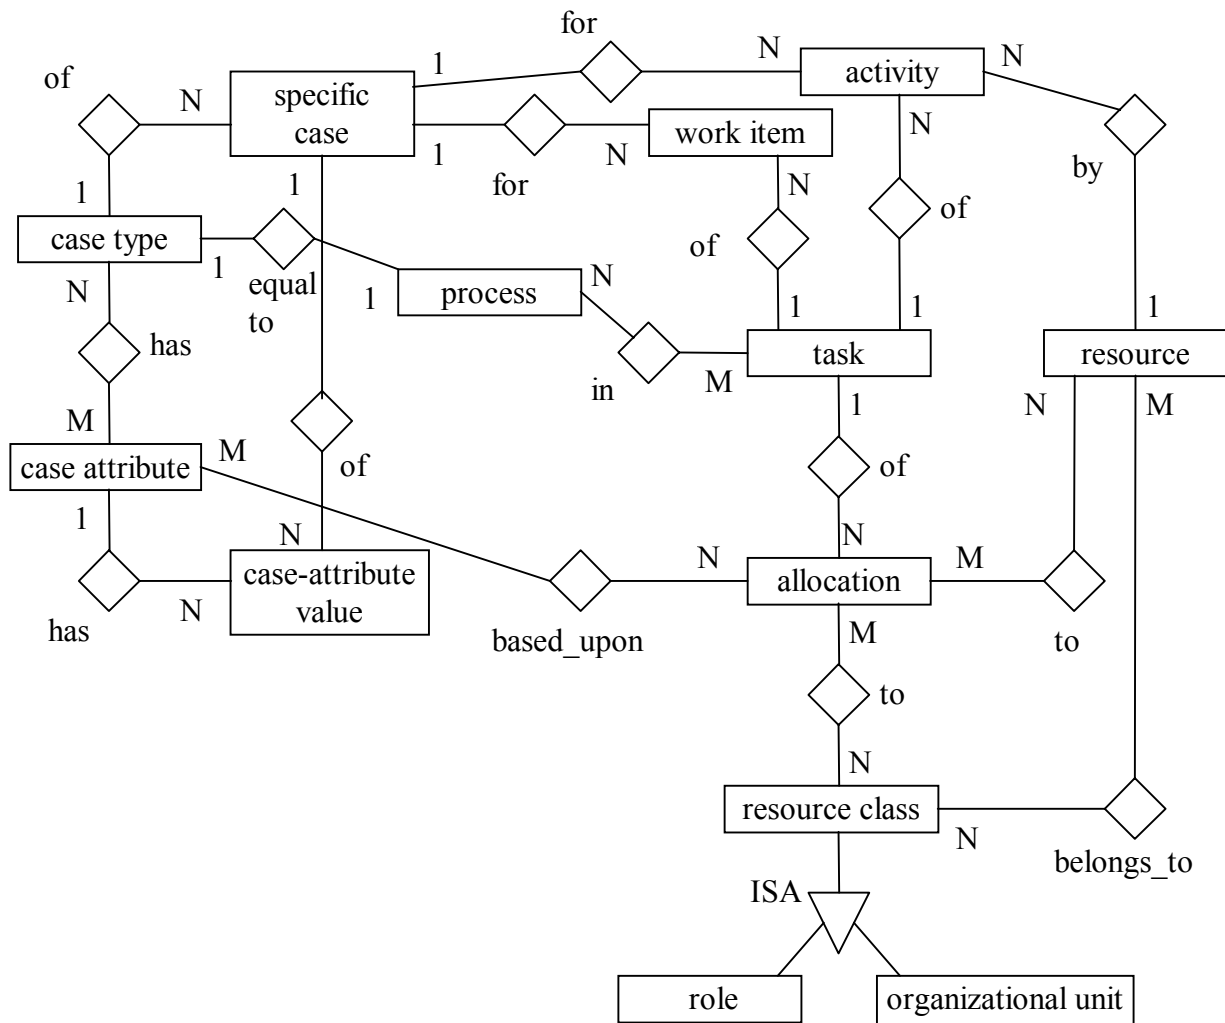 for
1
N
activity
N
of
N
specific
case
1
N
for
work item
N
N
by
1
1
N
of
of
case type
1
equal
to
1
process
N
in
M
1
1
task
1
resource
N
M
N
has
M
case attribute
M
1
of
1
of
N
N
has
N
case-attribute
value
based_upon
N
allocation
M
to
M
to
N
resource class
N
belongs_to
ISA
role
organizational unit